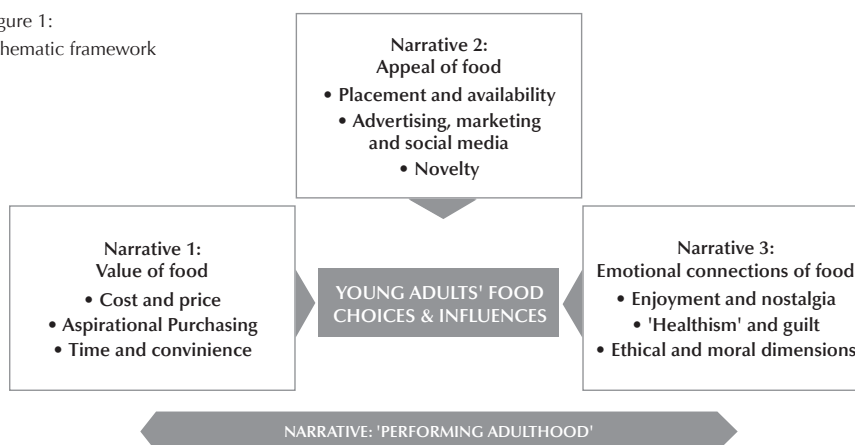 gure 1:
hematic framework
Narrative 2:
Appeal of food
• Placement and availability
• Advertising, marketing
and social media
• Novelty
Narrative 1:
Value of food
• Cost and price
• Aspirational Purchasing
• Time and convinience
YOUNG ADULTS' FOOD
CHOICES & INFLUENCES
Narrative 3:
Emotional connections of food
• Enjoyment and nostalgia
• 'Healthism' and guilt
• Ethical and moral dimensions
NARRATIVE: 'PERFORMING ADULTHOOD'